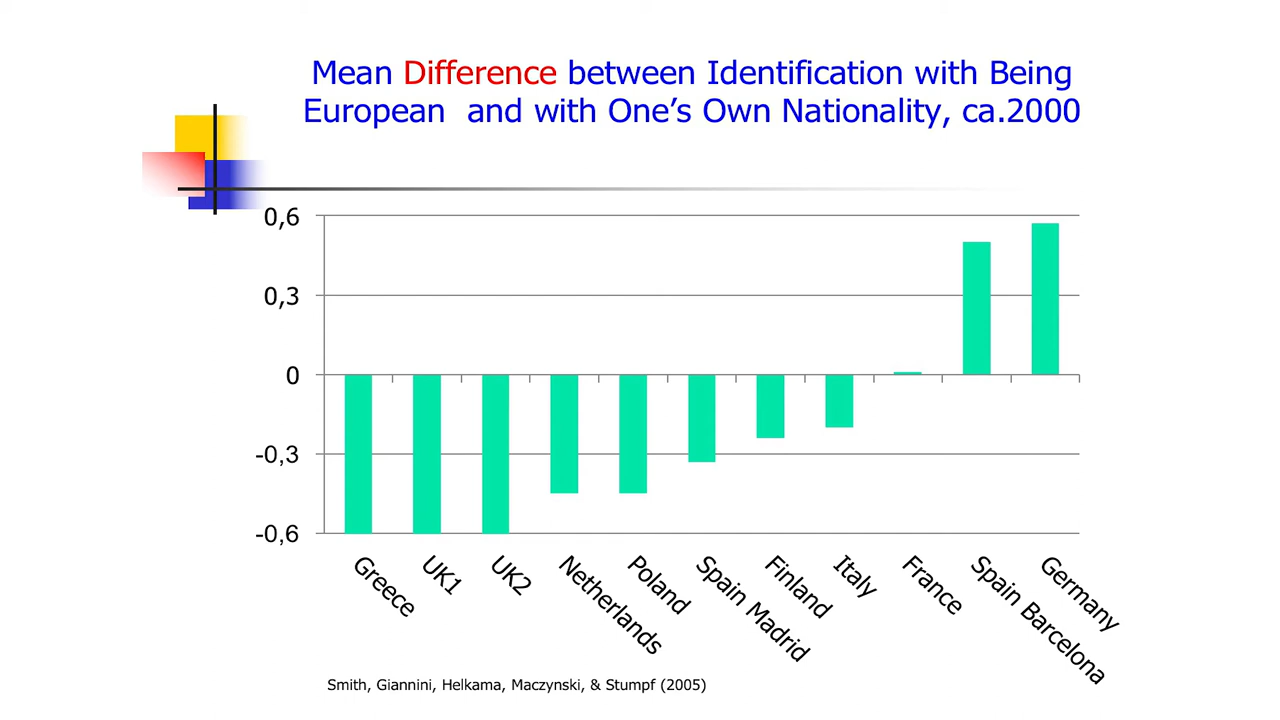 Mean Difference between Identification with Being
European and with One’s Own Nationality, ca.2000
0,6
0,3
0
-0,3
-0,6
Greece
UK1
UK2
Netherlands
Poland
Spain Madrid
Finland
Italy
France
Spain Barcelona
Germany
Smith, Giannini, Helkama, Maczynski, & Stumpf (2005)